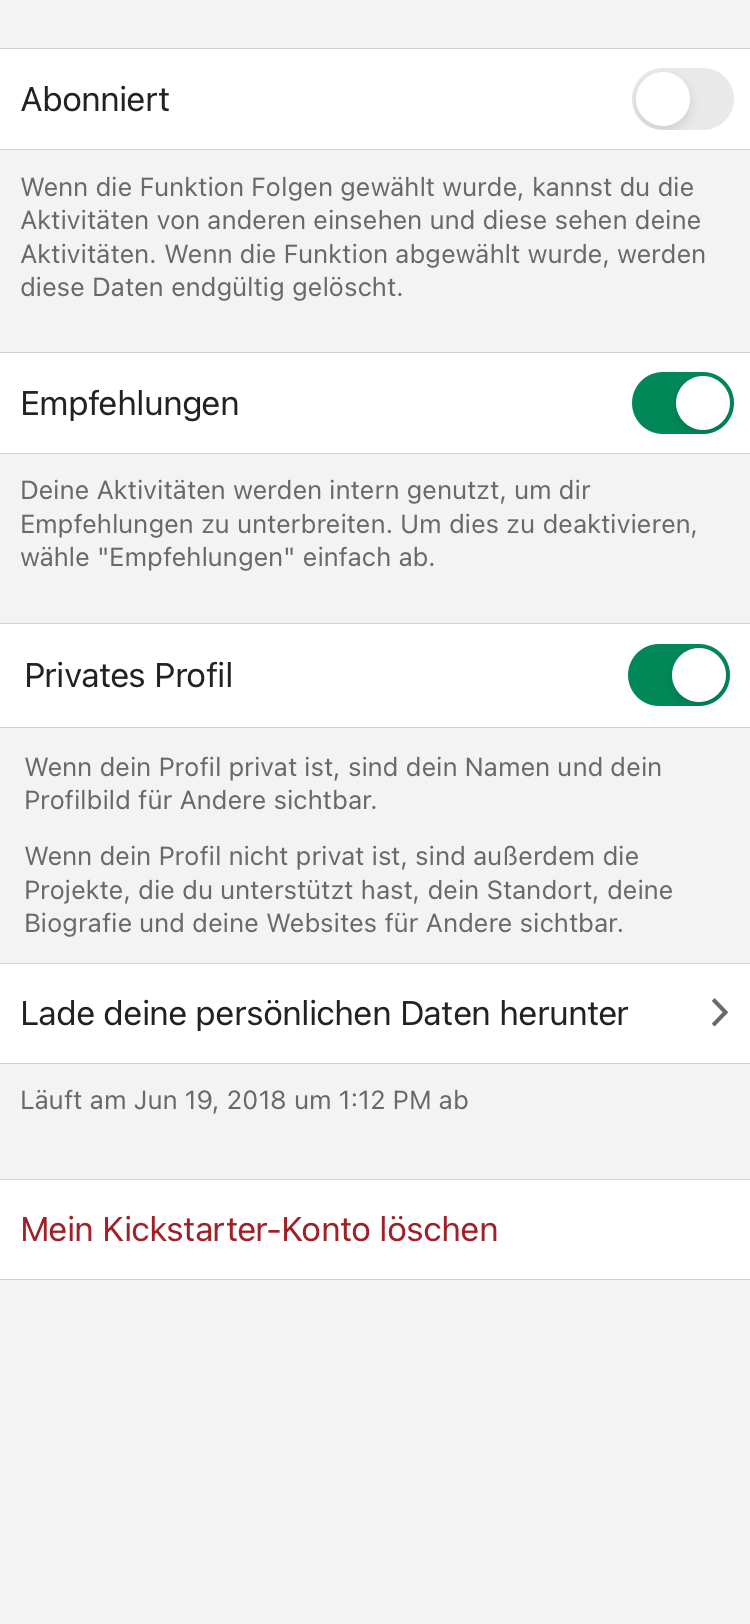 Abonniert
Wenn die Funktion Folgen gewählt wurde, kannst du die
Aktivitäten von anderen einsehen und diese sehen deine
Aktivitäten. Wenn die Funktion abgewählt wurde, werden
diese Daten endgültig gelöscht.
Empfehlungen
Deine Aktivitäten werden intern genutzt, um dir
Empfehlungen zu unterbreiten. Um dies zu deaktivieren,
wähle "Empfehlungen" einfach ab.
Privates Profil
Wenn dein Profil privat ist, sind dein Namen und dein
Profilbild für Andere sichtbar.
Wenn dein Profil nicht privat ist, sind außerdem die
Projekte, die du unterstützt hast, dein Standort, deine
Biografie und deine Websites für Andere sichtbar.
Lade deine persönlichen Daten herunter
Läuft am Jun 19, 2018 um 1:12 PM ab
Mein Kickstarter-Konto löschen